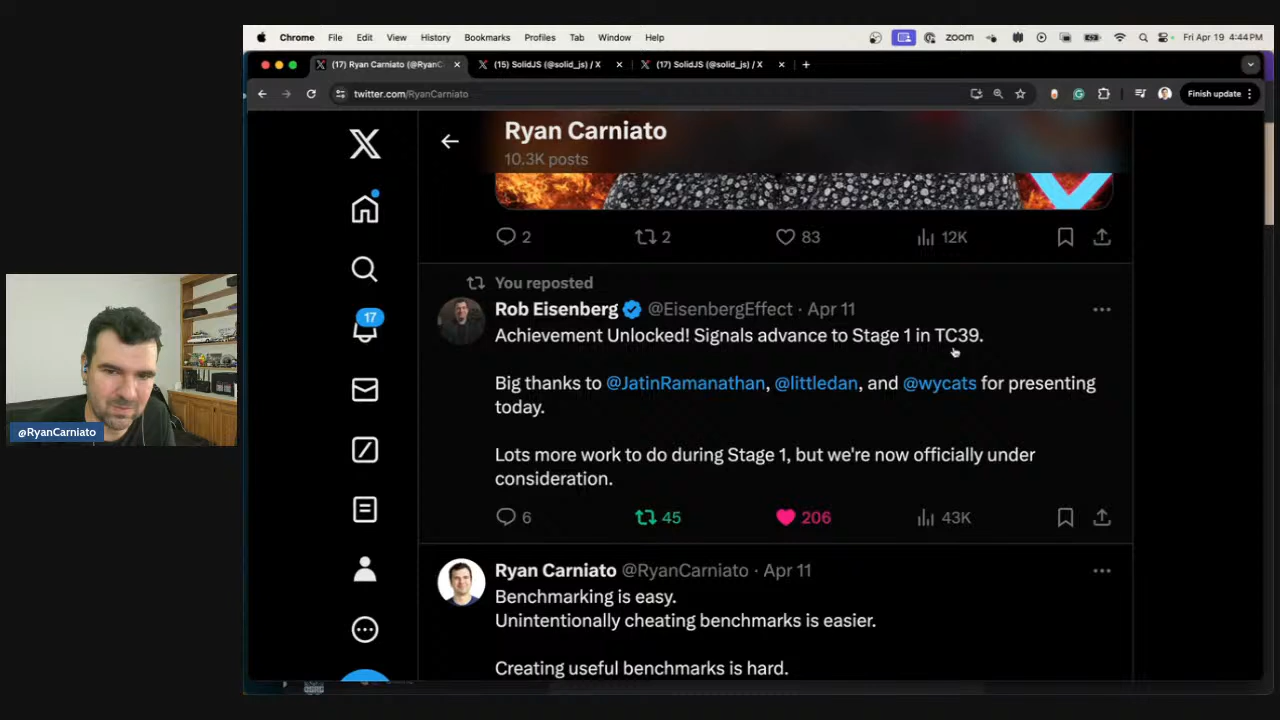 Chrome File Edit View History Bookmarks Profiles Tab Window Help
zoom
Fri Apr 19 4:44 PM
(17) Ryan Carniato (@RyanC
(15) SolidJS (@solid_js) / X
(17) SolidJS (@solid_js) / X
twitter.com/RyanCarniato
Finish update
Ryan Carniato
10.3K posts
2 2 83 12K
You reposted
Rob Eisenberg @EisenbergEffect · Apr 11
Achievement Unlocked! Signals advance to Stage 1 in TC39.
Big thanks to @JatinRamanathan, @littledan, and @wycats for presenting
today.
Lots more work to do during Stage 1, but we're now officially under
consideration.
6 45 206 43K
Ryan Carniato @RyanCarniato · Apr 11
Benchmarking is easy.
Unintentionally cheating benchmarks is easier.
Creating useful benchmarks is hard.
17
@RyanCarniato